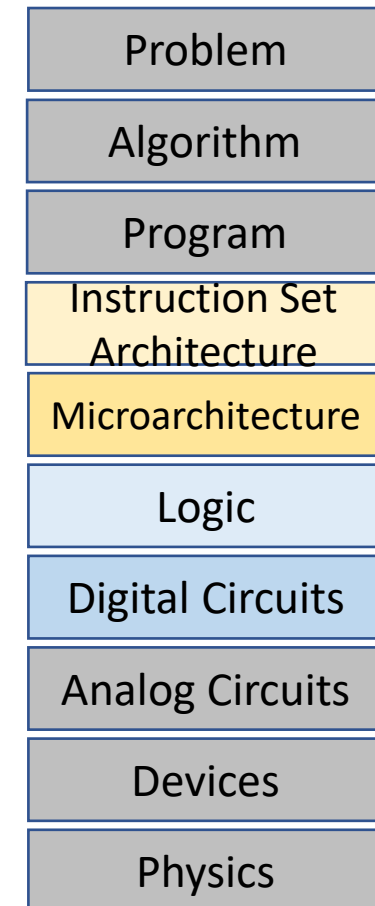 Problem
Algorithm
Program
Instruction Set
Architecture
Microarchitecture
Logic
Digital Circuits
Analog Circuits
Devices
Physics